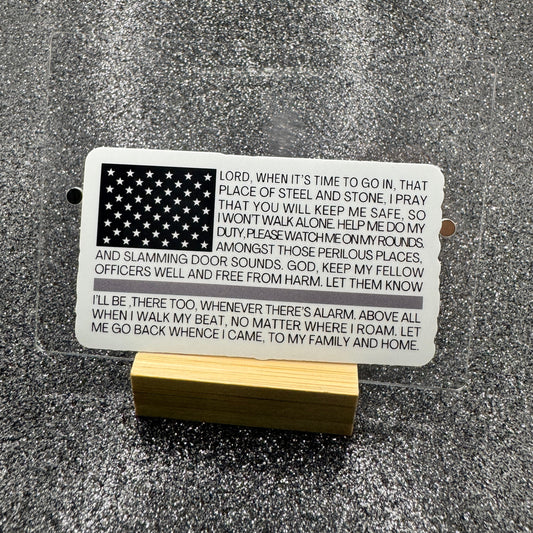 LORD, WHEN IT'S TIME TO GO IN, THAT
PLACE OF STEEL AND STONE, I PRAY
THAT YOU WILL KEEP ME SAFE, SO
I WON'T WALK ALONE. HELP ME DO MY
DUTY, PLEASE WATCH ME ON MY ROUNDS.
AMONGST THOSE PERILOUS PLACES,
AND SLAMMING DOOR SOUNDS. GOD, KEEP MY FELLOW
OFFICERS WELL AND FREE FROM HARM. LET THEM KNOW
I'LL BE ,THERE TOO, WHENEVER THERE'S ALARM. ABOVE ALL
WHEN I WALK MY BEAT, NO MATTER WHERE I ROAM. LET
ME GO BACK WHENCE I CAME, TO MY FAMILY AND HOME.